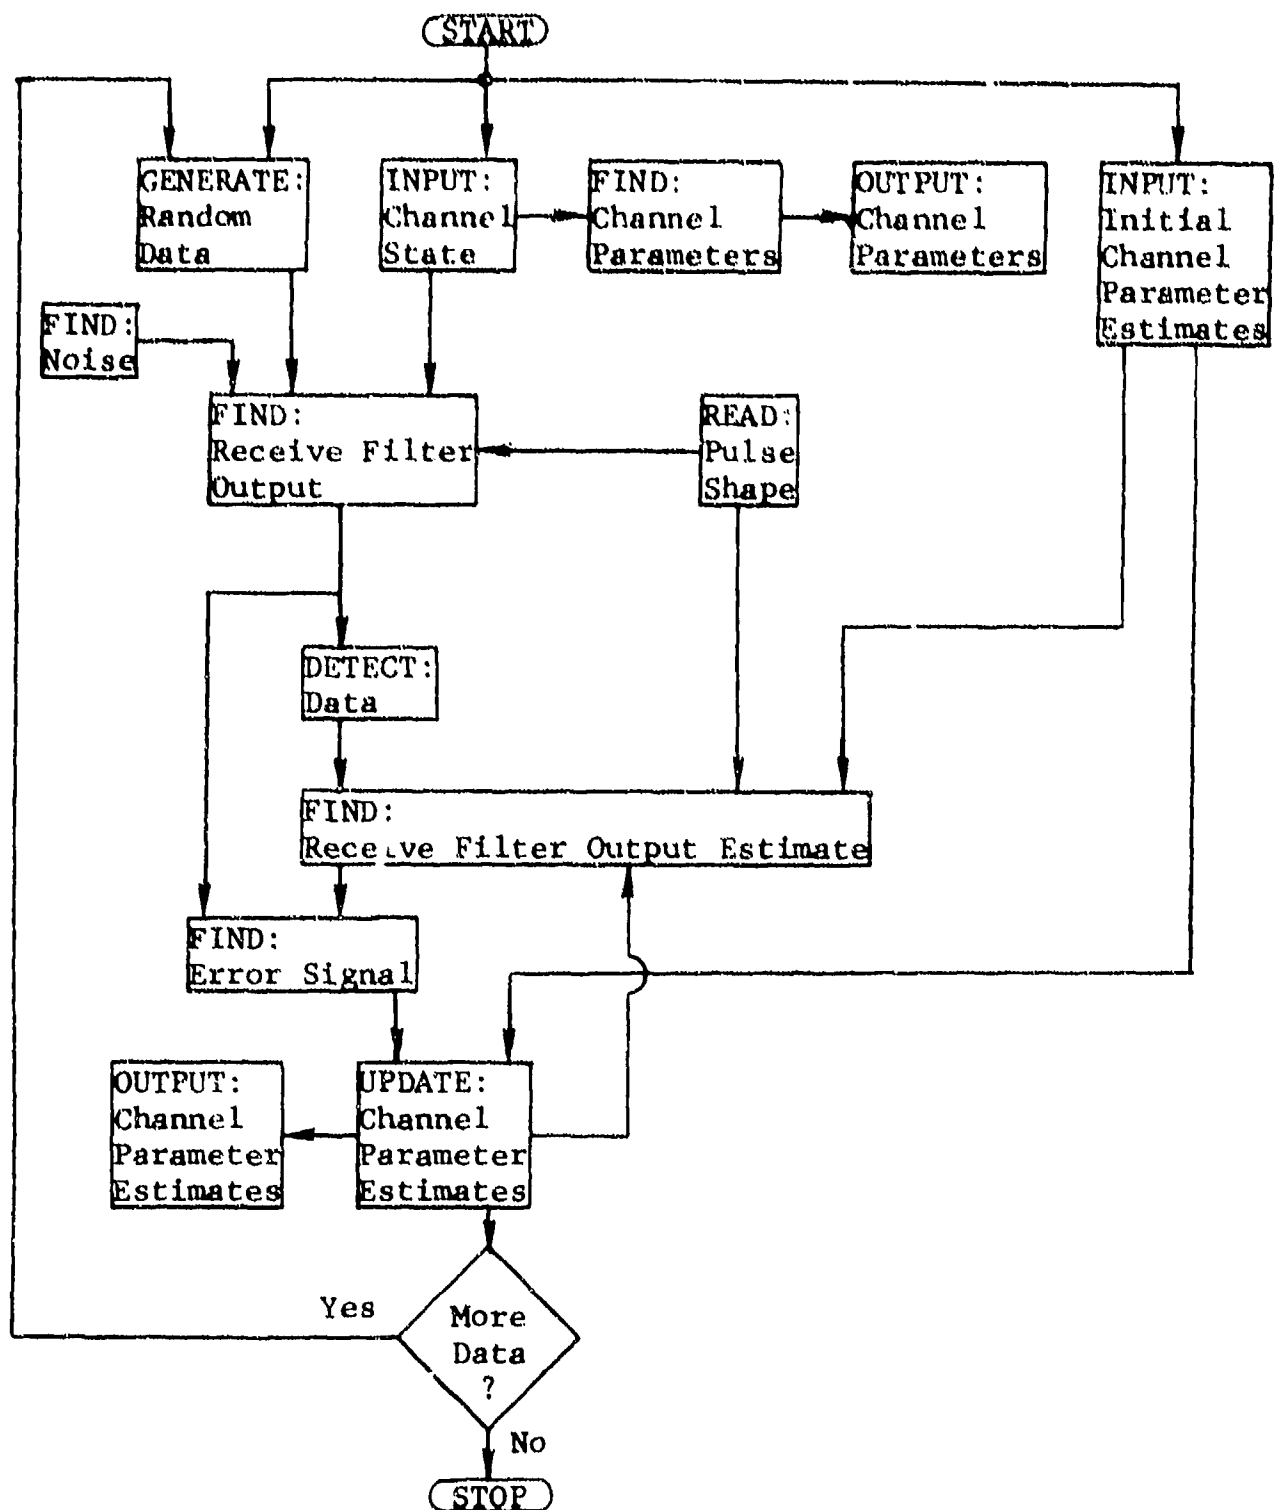 START
GENERATE:
Random
Data
INPUT:
Channel
State
FIND:
Channel
Parameters
OUTPUT:
Channel
Parameters
INPUT:
Initial
Channel
Parameter
Estimates
FIND:
Noise
FIND:
Receive Filter
Output
READ:
Pulse
Shape
DETECT:
Data
FIND:
Receive Filter Output Estimate
FIND:
Error Signal
OUTPUT:
Channel
Parameter
Estimates
UPDATE:
Channel
Parameter
Estimates
Yes
More
Data
?
No
STOP